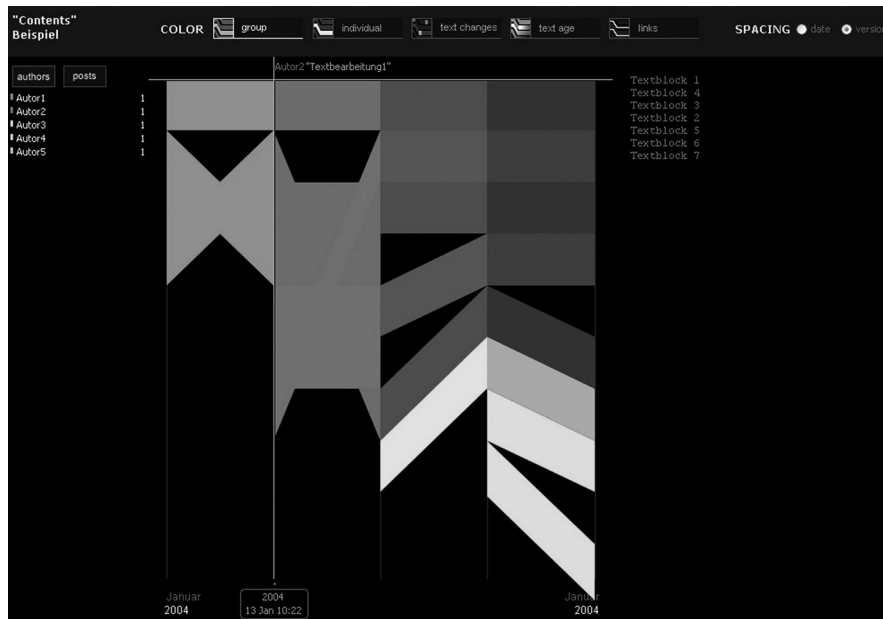 "Contents"
Beispiel
COLOR group individual text changes text age links SPACING date version
Autor2 "Textbearbeitung1"
authors posts
Autor1 1
Autor2 1
Autor3 1
Autor4 1
Autor5 1
Textblock 1
Textblock 4
Textblock 3
Textblock 2
Textblock 5
Textblock 6
Textblock 7
Januar 2004 Januar
2004 13 Jan 10:22 2004